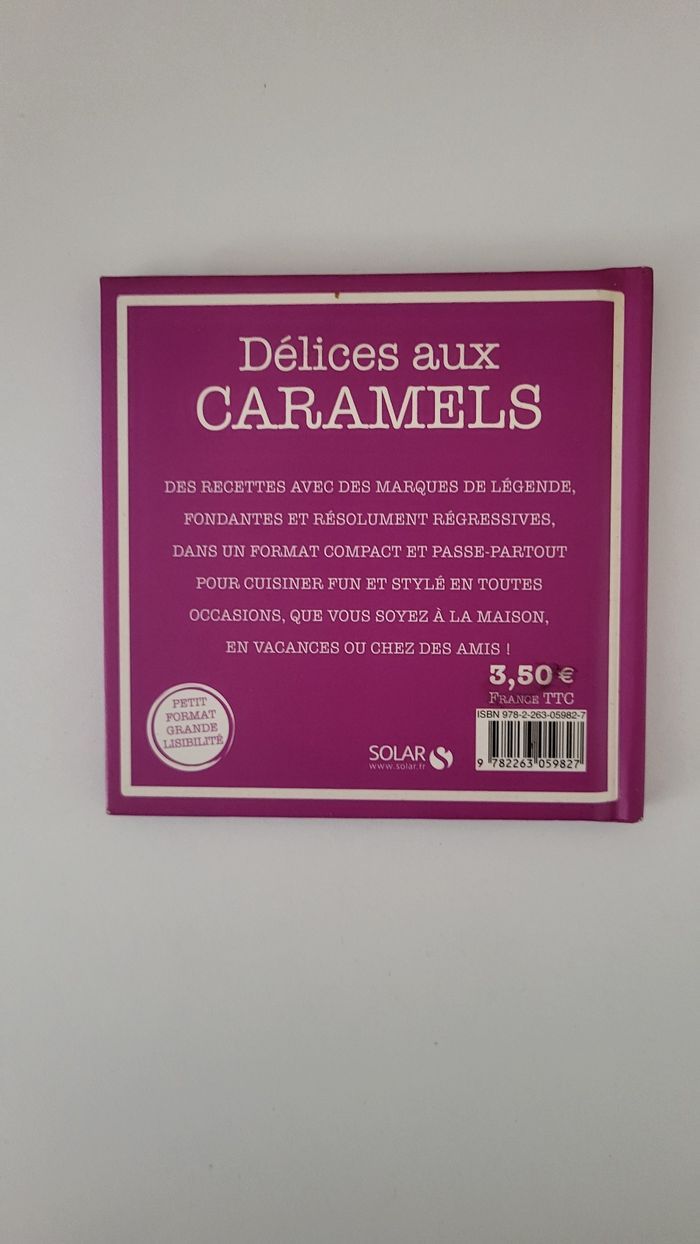 Délices aux
CARAMELS
DES RECETTES AVEC DES MARQUES DE LÉGENDE,
FONDANTES ET RÉSOLUMENT RÉGRESSIVES,
DANS UN FORMAT COMPACT ET PASSE-PARTOUT
POUR CUISINER FUN ET STYLÉ EN TOUTES
OCCASIONS, QUE VOUS SOYEZ À LA MAISON,
EN VACANCES OU CHEZ DES AMIS !
3,50 €
FRANCE TTC
PETIT
FORMAT
GRANDE
LISIBILITÉ
SOLAR
www.solar.fr
ISBN 978-2-263-05982-7
9 782263 059827